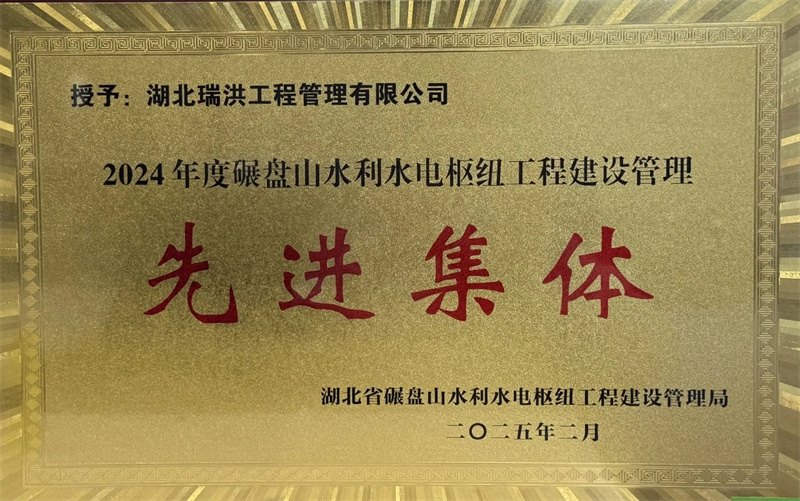 授予：湖北瑞洪工程管理有限公司
2024年度碾盘山水利水电枢纽工程建设管理
先进集体
湖北省碾盘山水利水电枢纽工程建设管理局
二〇二五年二月